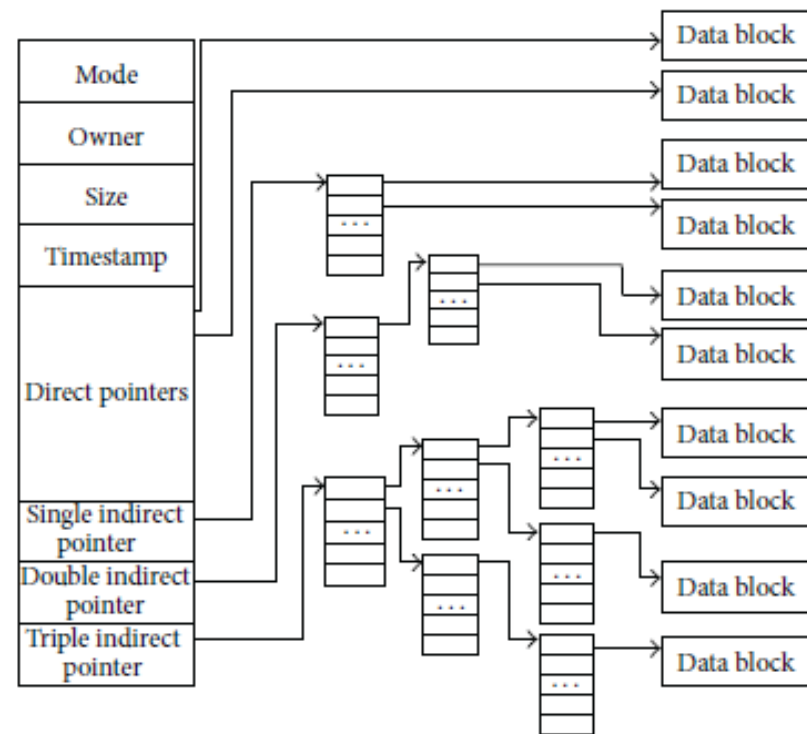 Mode
Owner
Size
Timestamp
Direct pointers
Single indirect
pointer
Double indirect
pointer
Triple indirect
pointer
...
...
...
...
...
...
...
...
...
Data block
Data block
Data block
Data block
Data block
Data block
Data block
Data block
Data block
Data block